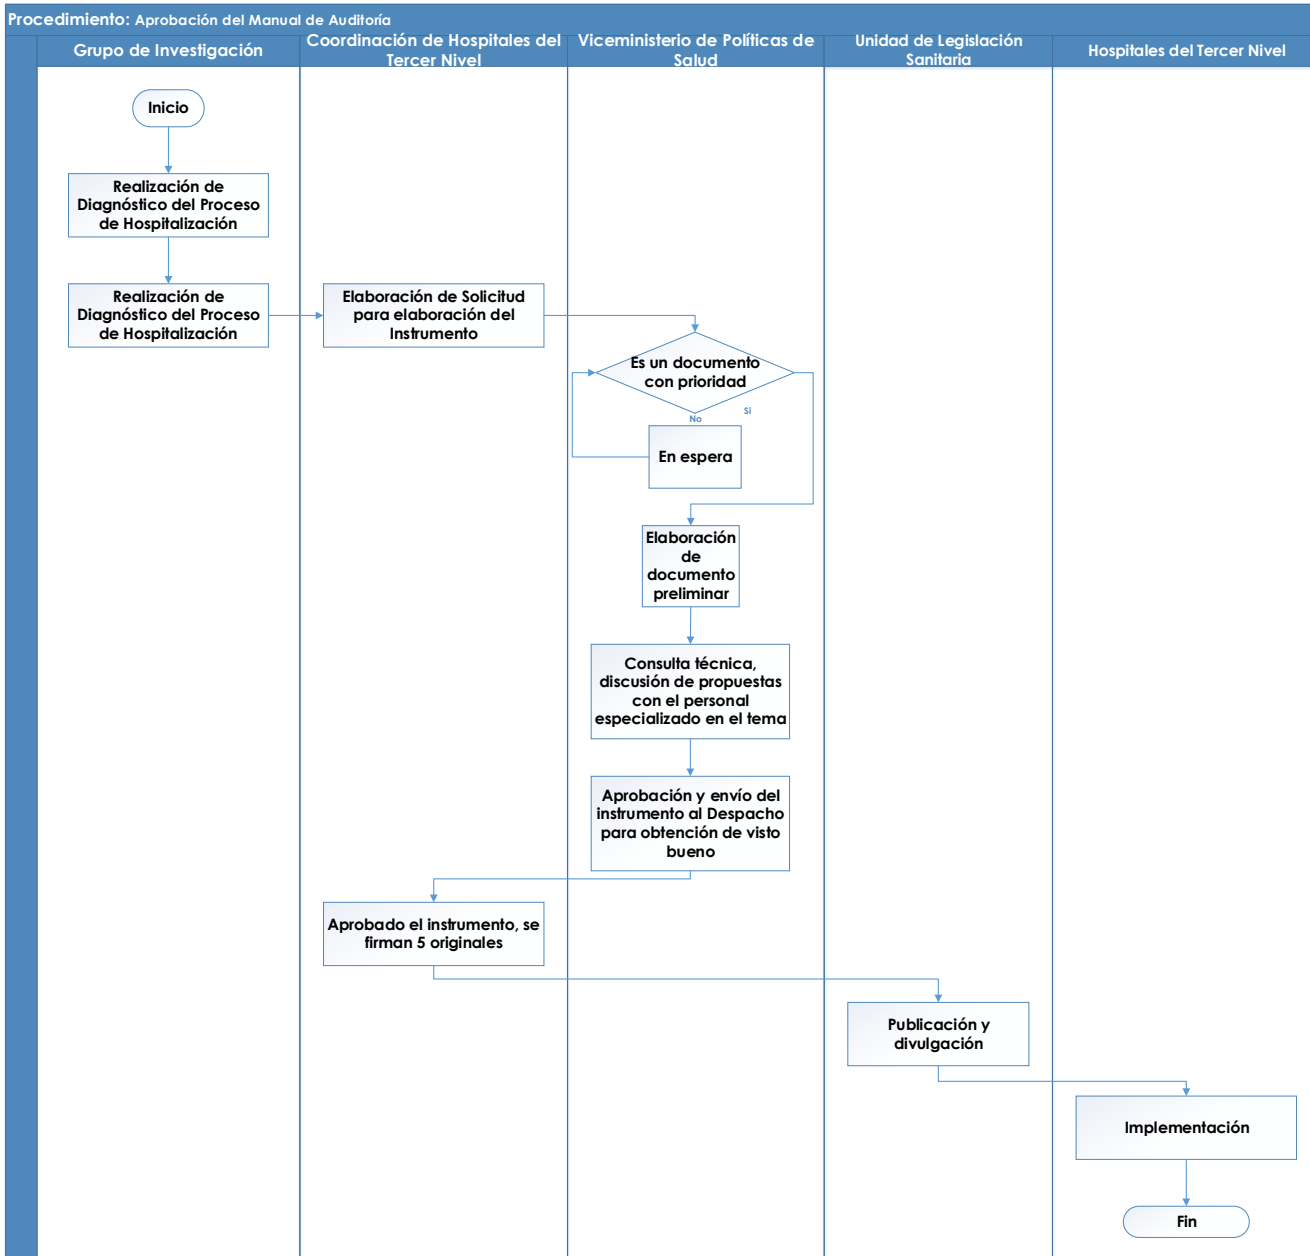 Procedimiento: Aprobación del Manual de Auditoría
Grupo de Investigación
Coordinación de Hospitales del
Tercer Nivel
Viceministerio de Políticas de
Salud
Unidad de Legislación
Sanitaria
Hospitales del Tercer Nivel
Inicio
Realización de
Diagnóstico del Proceso
de Hospitalización
Realización de
Diagnóstico del Proceso
de Hospitalización
Elaboración de Solicitud
para elaboración del
Instrumento
Es un documento
con prioridad
No
Si
En espera
Elaboración
de
documento
preliminar
Consulta técnica,
discusión de propuestas
con el personal
especializado en el tema
Aprobación y envío del
instrumento al Despacho
para obtención de visto
bueno
Aprobado el instrumento, se
firman 5 originales
Publicación y
divulgación
Implementación
Fin